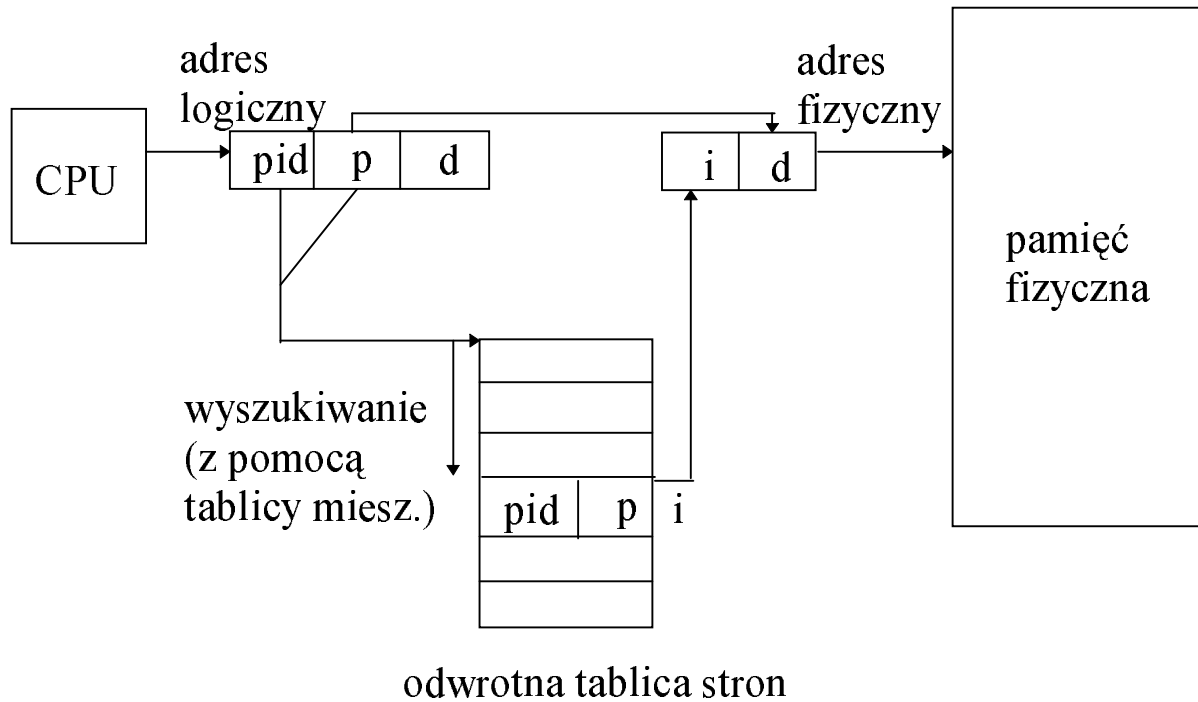 adres
logiczny
adres
fizyczny
CPU
pid p d
i d
pamięć
fizyczna
wyszukiwanie
(z pomocą
tablicy miesz.)
pid p i
odwrotna tablica stron